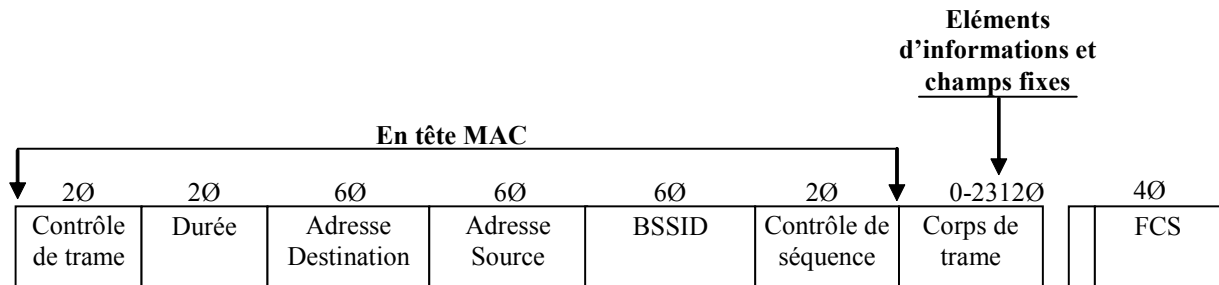 Eléments
d’informations et
champs fixes
En tête MAC
2Ø 2Ø 6Ø 6Ø 6Ø 2Ø 0-2312Ø 4Ø
Contrôle Durée Adresse Adresse BSSID Contrôle de Corps de FCS
de trame Destination Source séquence trame